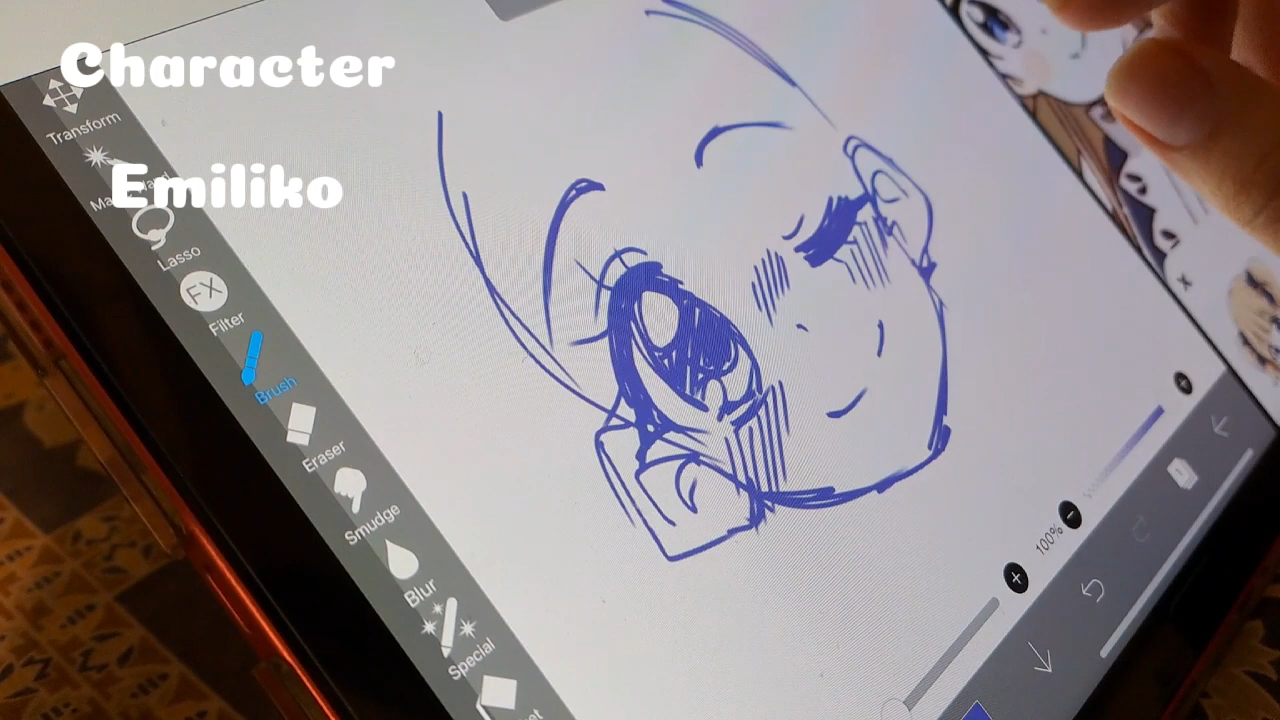 Character
Emiliko
Transform
Lasso
FX
Filter
Brush
Eraser
Smudge
Blur
Special
100%